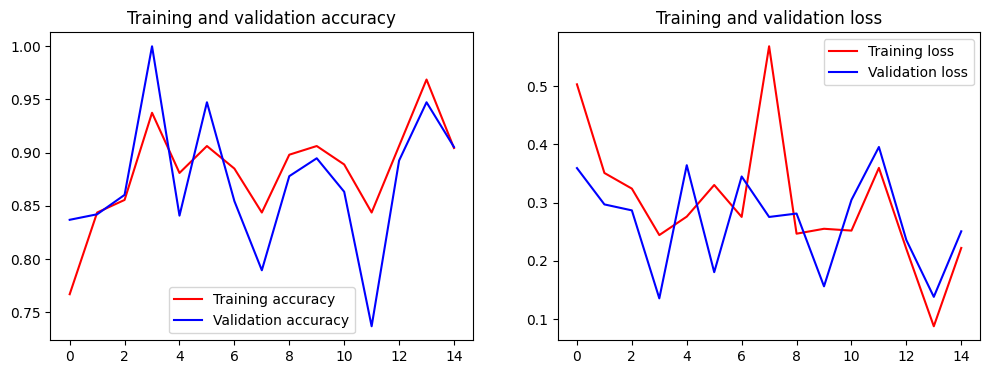 Training and validation accuracy
1.00
0.95
0.90
0.85
0.80
0.75
Training accuracy
Validation accuracy
0 2 4 6 8 10 12 14
Training and validation loss
Training loss
Validation loss
0.5
0.4
0.3
0.2
0.1
0 2 4 6 8 10 12 14